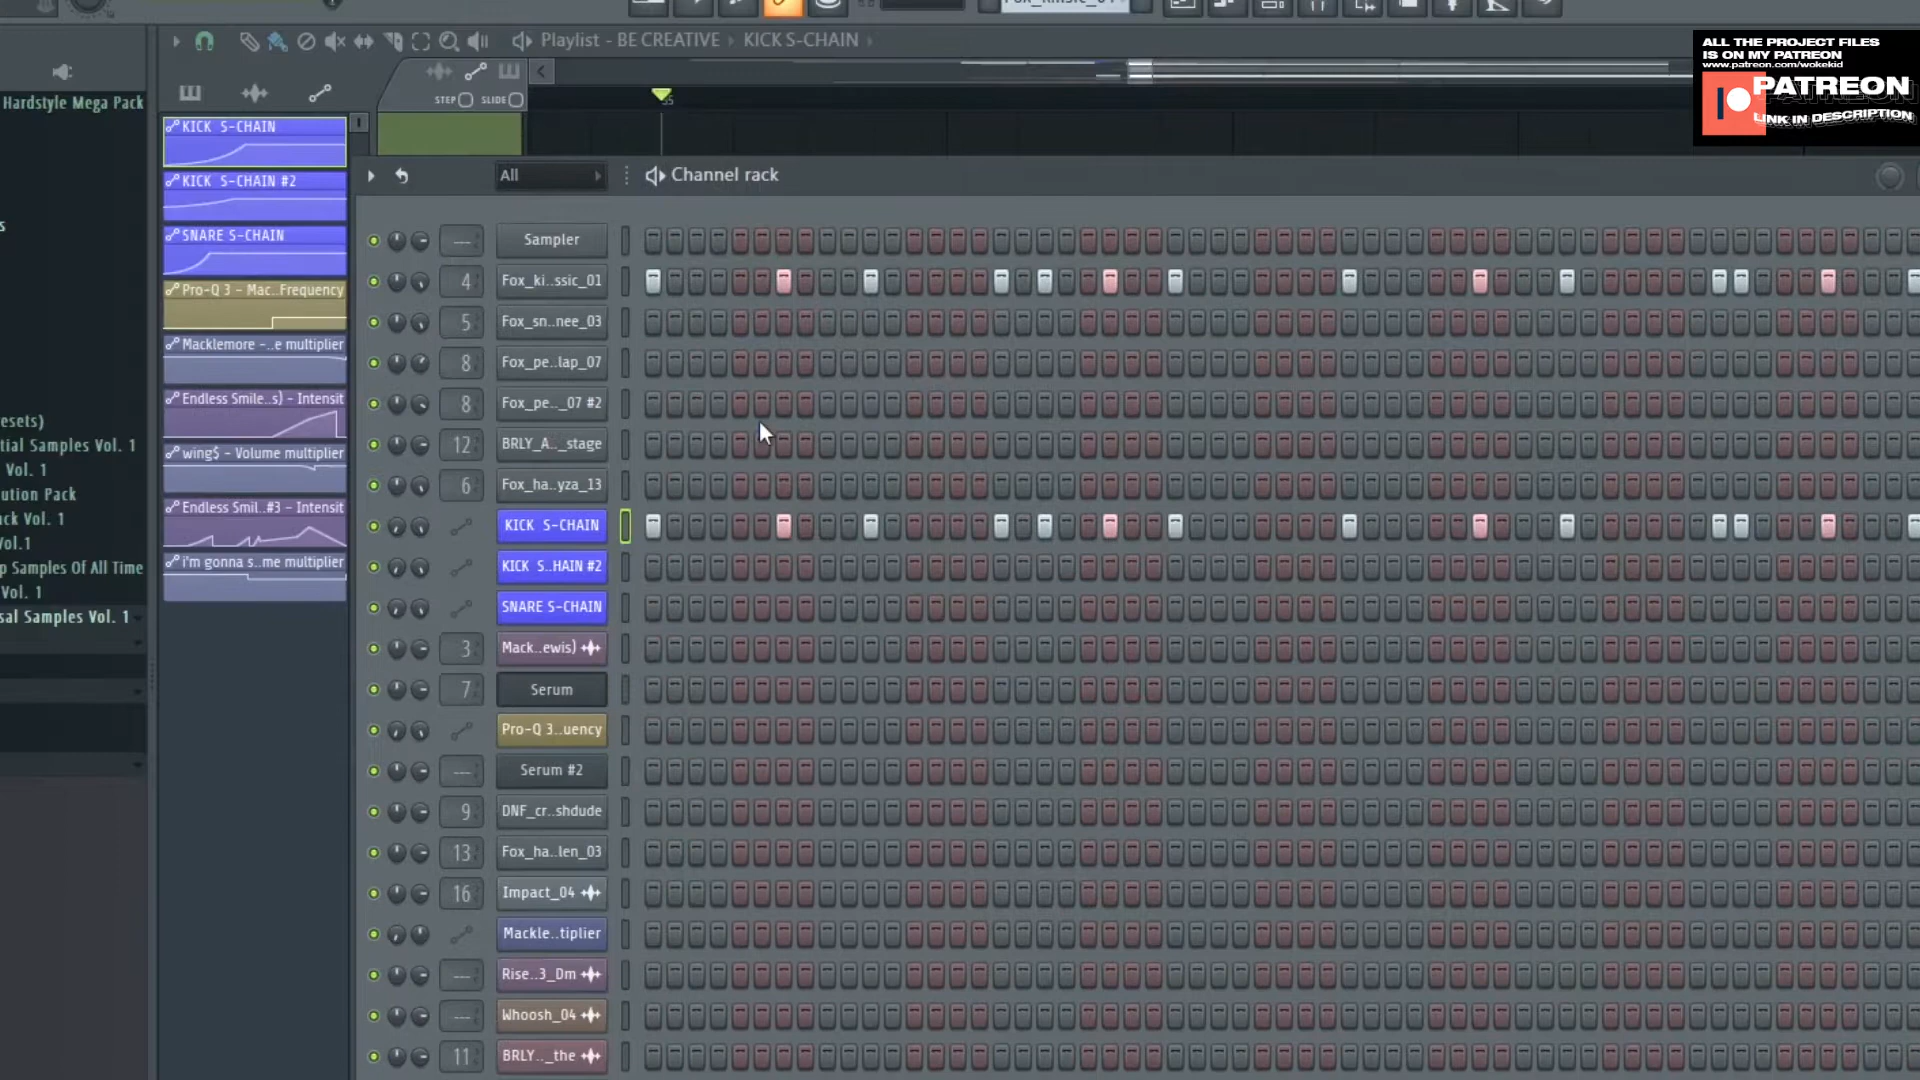 Playlist - BE CREATIVE › KICK S-CHAIN ›
ALL THE PROJECT FILES
IS ON MY PATREON
www.patreon.com/wokekid
PATREON
LINK IN DESCRIPTION
STEP
SLIDE
Hardstyle Mega Pack
KICK S-CHAIN
KICK S-CHAIN #2
SNARE S-CHAIN
Pro-Q 3 - Mac..Frequency
Macklemore -..e multiplier
Endless Smile..s) - Intensit
wing$ - Volume multiplier
Endless Smil..#3 - Intensit
i'm gonna s..me multiplier
esets)
tial Samples Vol. 1
Vol. 1
ution Pack
ck Vol. 1
Vol.1
p Samples Of All Time
Vol. 1
sal Samples Vol. 1
All
Channel rack
--- Sampler
4 Fox_ki..ssic_01
5 Fox_sn..nee_03
8 Fox_pe..lap_07
8 Fox_pe.._07 #2
12 BRLY_A.._stage
6 Fox_ha..yza_13
KICK S-CHAIN
KICK S..HAIN #2
SNARE S-CHAIN
3 Mack..ewis)
7 Serum
Pro-Q 3..uency
--- Serum #2
9 DNF_cr..shdude
13 Fox_ha..len_03
16 Impact_04
Mackle..tiplier
--- Rise..3_Dm
--- Whoosh_04
11 BRLY.._the